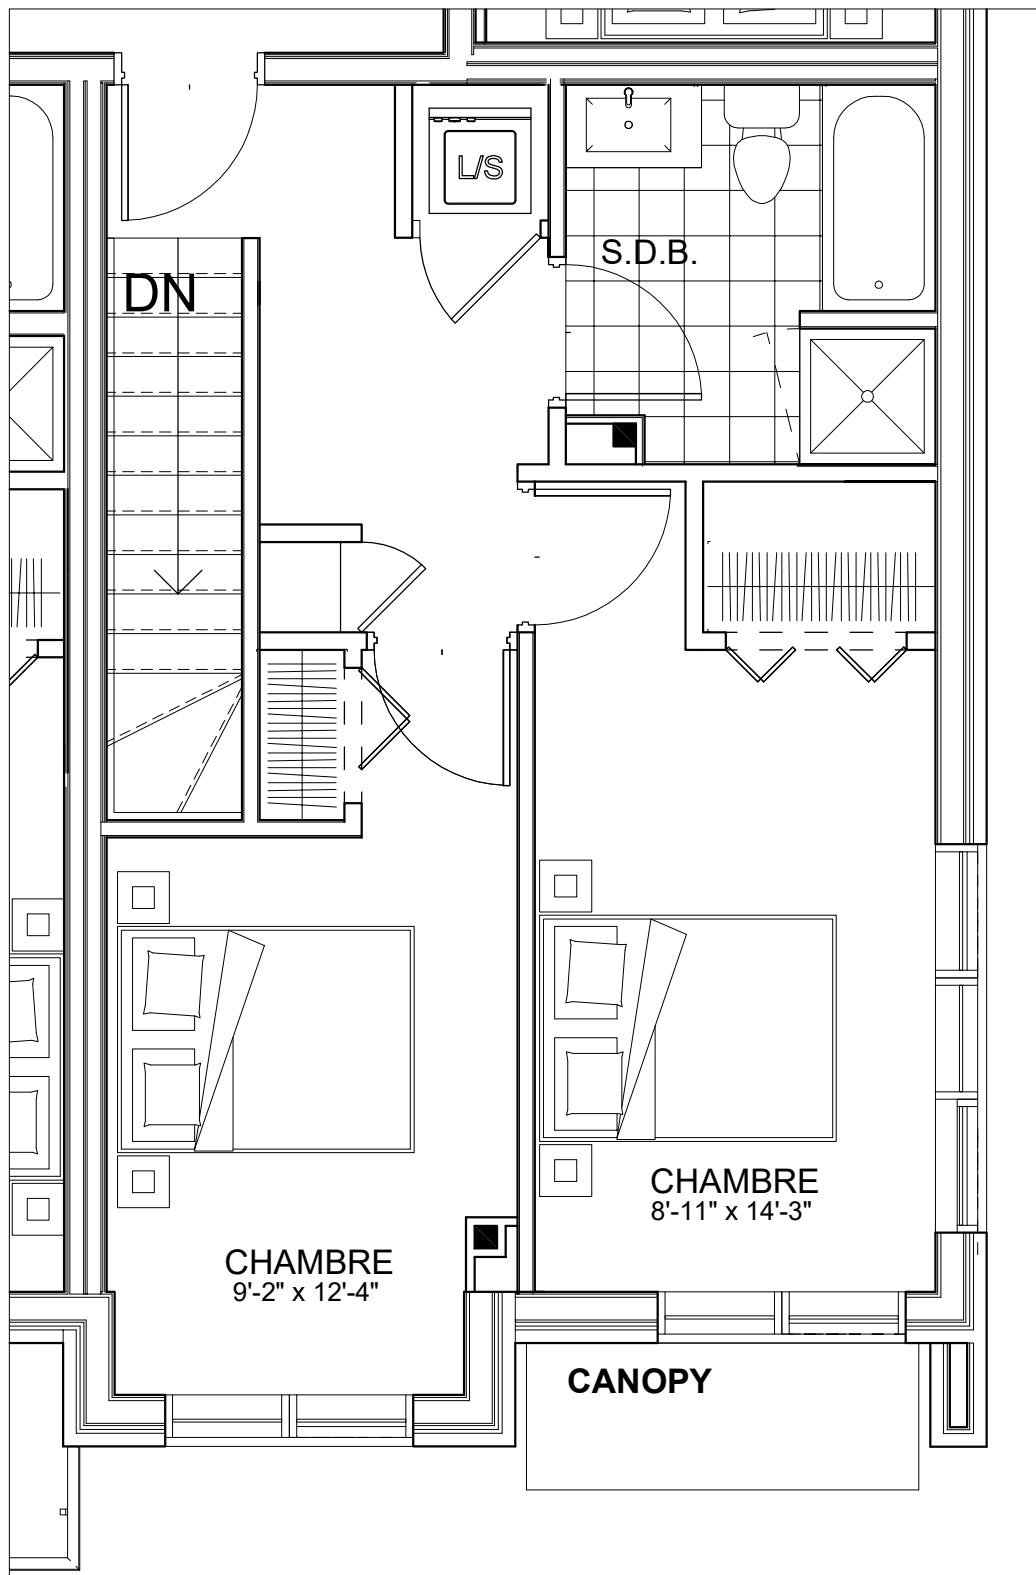 L/S
S.D.B.
DN
CHAMBRE
8'-11" x 14'-3"
CHAMBRE
9'-2" x 12'-4"
CANOPY